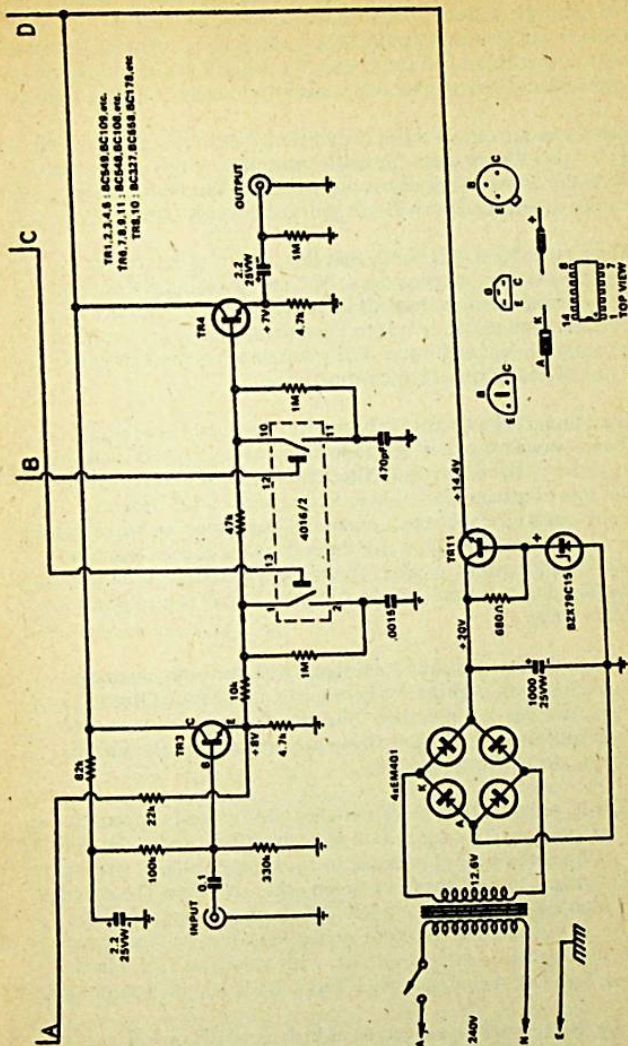 A
B
C
D
TR1,2,3,4,5 : BC549,BC109,etc.
TR6,7,8,9,11 : BC548,BC108,etc.
TR8,10 : BC327,BC558,BC178,etc
82k
2.2
25VW
100k
22k
TR3
B
C
E
+8V
4.7k
0.1
INPUT
330k
10k
1M
.0015
1
2
13
4016/2
47k
12
10
11
1M
470pF
TR4
+7V
4.7k
2.2
25VW
1M
OUTPUT
A
240V
N
E
12.6V
4xEM401
K
A
+20V
1000
25VW
680Ω
TR11
+14.4V
BZX79C15
B
E
C
B
E
C
B
E
C
A
K
+
14
8
1
7
TOP VIEW